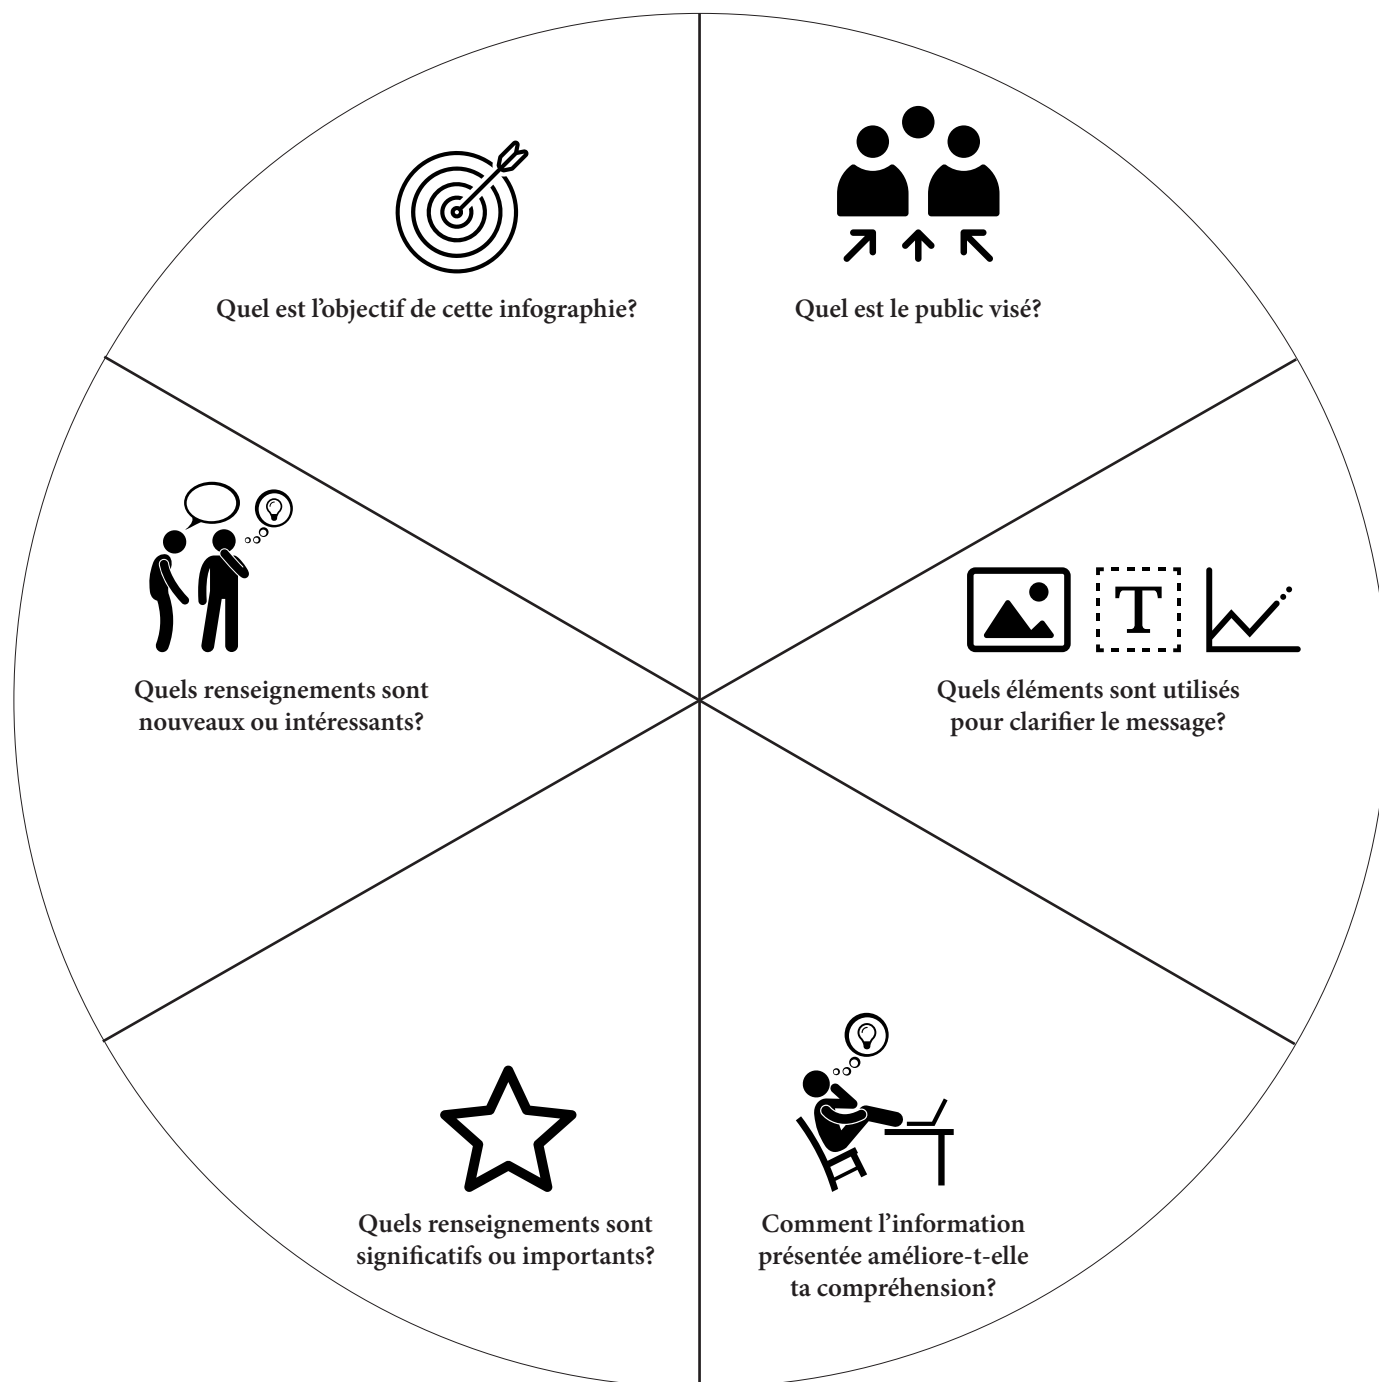 Quel est l’objectif de cette infographie?
Quel est le public visé?
Quels renseignements sont
nouveaux ou intéressants?
T
Quels éléments sont utilisés
pour clarifier le message?
Quels renseignements sont
significatifs ou importants?
Comment l’information
présentée améliore-t-elle
ta compréhension?